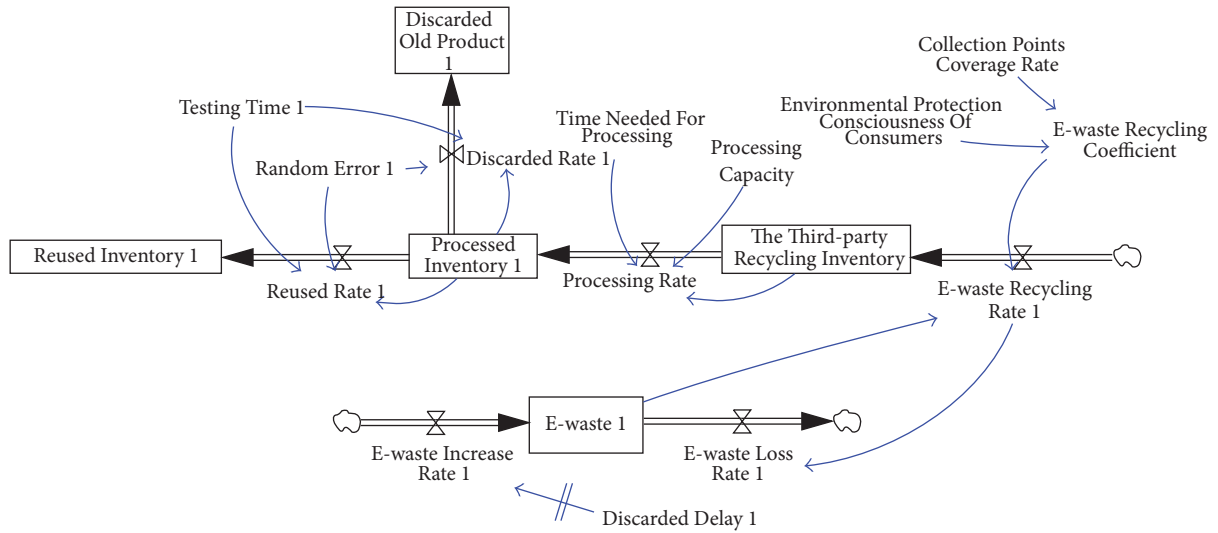 Discarded
Old Product
1
Collection Points
Coverage Rate
Testing Time 1
Environmental Protection
Consciousness Of
Consumers
Time Needed For
Processing
E-waste Recycling
Coefficient
Random Error 1
Discarded Rate 1
Processing
Capacity
Reused Inventory 1
Processed
Inventory 1
The Third-party
Recycling Inventory
Reused Rate 1
Processing Rate
E-waste Recycling
Rate 1
E-waste 1
E-waste Increase
Rate 1
E-waste Loss
Rate 1
Discarded Delay 1